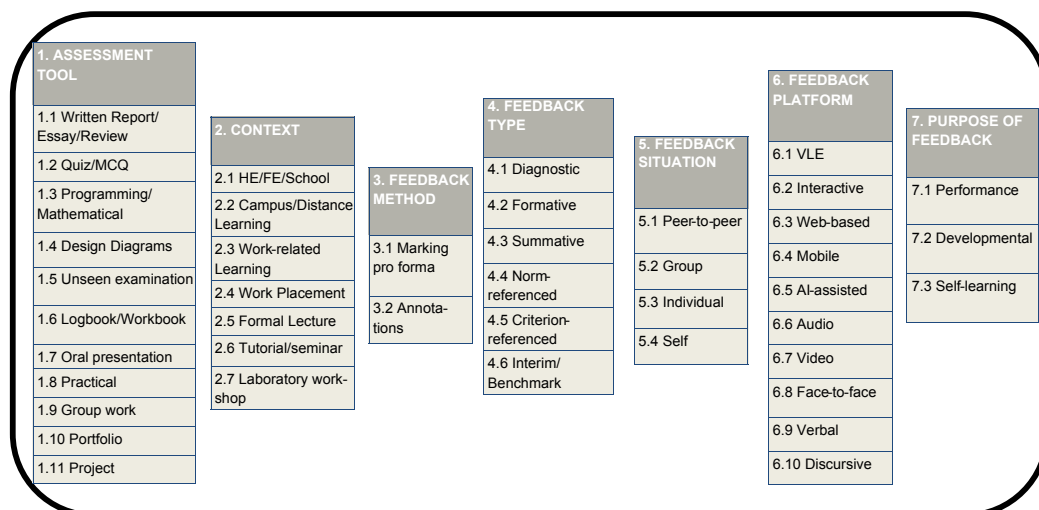 1. ASSESSMENT
TOOL
1.1 Written Report/
Essay/Review
1.2 Quiz/MCQ
1.3 Programming/
Mathematical
1.4 Design Diagrams
1.5 Unseen examination
1.6 Logbook/Workbook
1.7 Oral presentation
1.8 Practical
1.9 Group work
1.10 Portfolio
1.11 Project
2. CONTEXT
2.1 HE/FE/School
2.2 Campus/Distance
Learning
2.3 Work-related
Learning
2.4 Work Placement
2.5 Formal Lecture
2.6 Tutorial/seminar
2.7 Laboratory work-
shop
3. FEEDBACK
METHOD
3.1 Marking
pro forma
3.2 Annota-
tions
4. FEEDBACK
TYPE
4.1 Diagnostic
4.2 Formative
4.3 Summative
4.4 Norm-
referenced
4.5 Criterion-
referenced
4.6 Interim/
Benchmark
5. FEEDBACK
SITUATION
5.1 Peer-to-peer
5.2 Group
5.3 Individual
5.4 Self
6. FEEDBACK
PLATFORM
6.1 VLE
6.2 Interactive
6.3 Web-based
6.4 Mobile
6.5 AI-assisted
6.6 Audio
6.7 Video
6.8 Face-to-face
6.9 Verbal
6.10 Discursive
7. PURPOSE OF
FEEDBACK
7.1 Performance
7.2 Developmental
7.3 Self-learning